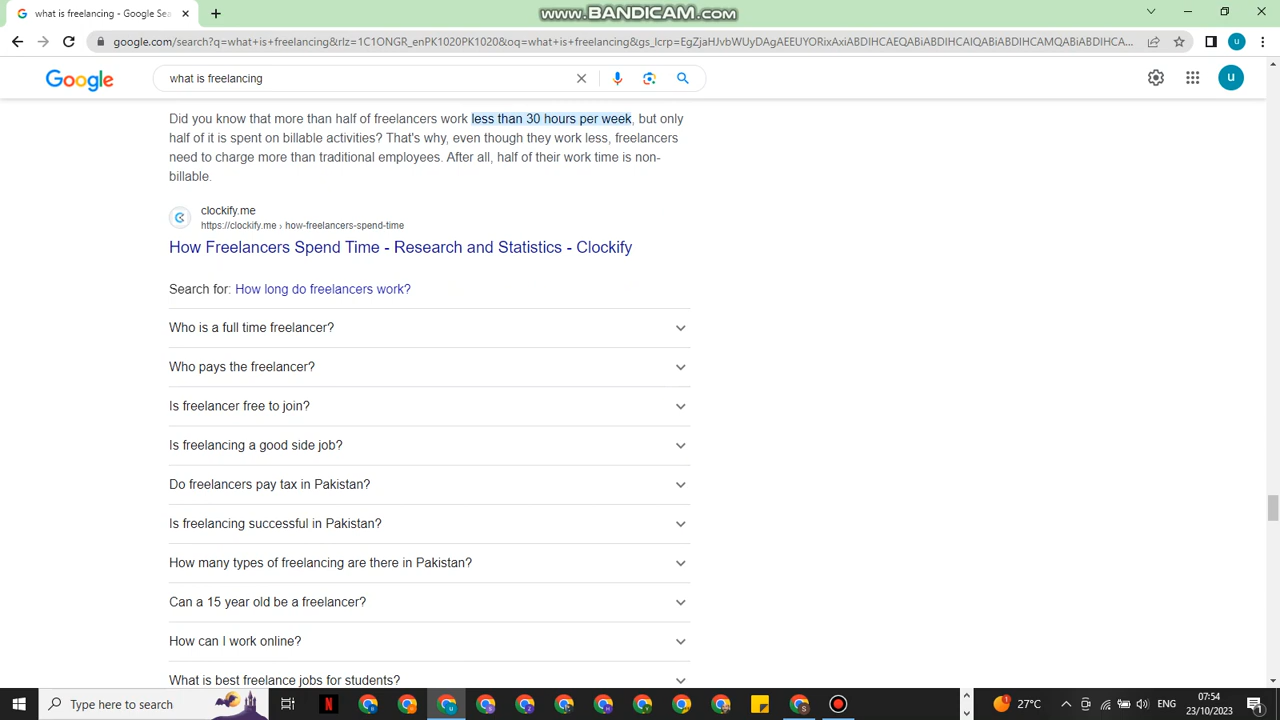 what is freelancing - Google Sea
www.BANDICAM.com
google.com/search?q=what+is+freelancing&rlz=1C1ONGR_enPK1020PK1020&oq=what+is+freelancing&gs_lcrp=EgZjaHJvbWUyDAgAEEUYORixAxiABDIHCAEQABiABDIHCAIQABiABDIHCAMQABiABDIHCA...
u
Google
what is freelancing
u
Did you know that more than half of freelancers work less than 30 hours per week, but only
half of it is spent on billable activities? That's why, even though they work less, freelancers
need to charge more than traditional employees. After all, half of their work time is non-
billable.
clockify.me
https://clockify.me › how-freelancers-spend-time
How Freelancers Spend Time - Research and Statistics - Clockify
Search for: How long do freelancers work?
Who is a full time freelancer?
Who pays the freelancer?
Is freelancer free to join?
Is freelancing a good side job?
Do freelancers pay tax in Pakistan?
Is freelancing successful in Pakistan?
How many types of freelancing are there in Pakistan?
Can a 15 year old be a freelancer?
How can I work online?
What is best freelance jobs for students?
Type here to search
27°C
ENG
07:54
23/10/2023